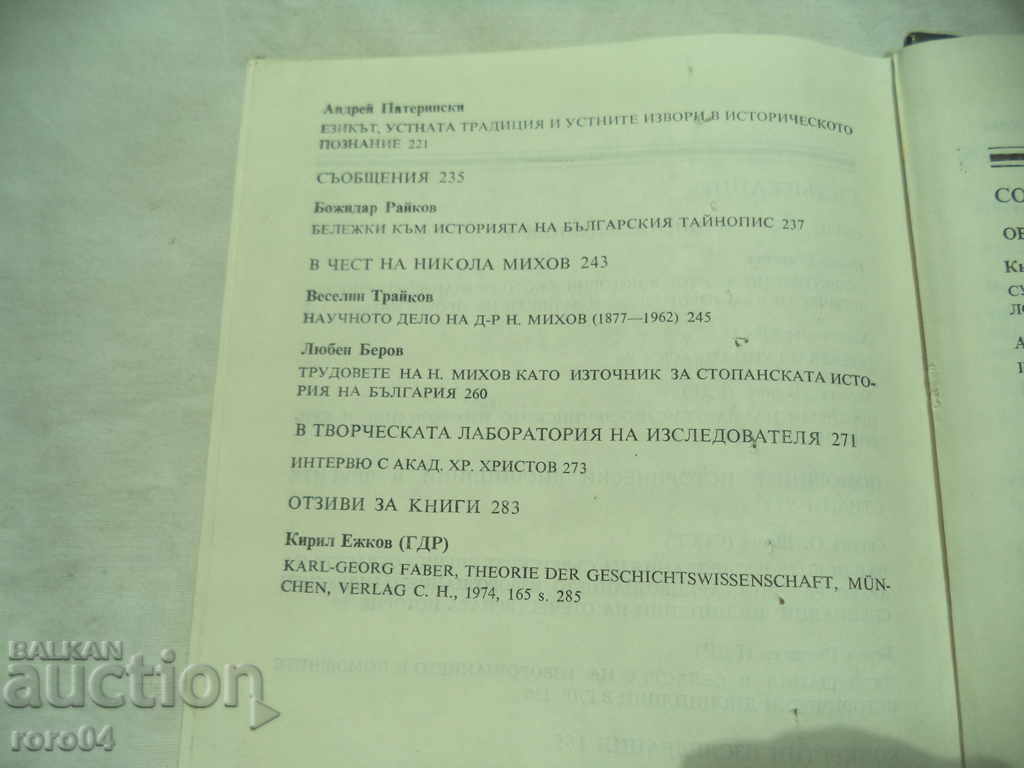 Андрей Патерински
ЕЗИКЪТ, УСТНАТА ТРАДИЦИЯ И УСТНИТЕ ИЗВОРИ В ИСТОРИЧЕСКОТО
ПОЗНАНИЕ 221
СЪОБЩЕНИЯ 235
Божидар Райков
БЕЛЕЖКИ КЪМ ИСТОРИЯТА НА БЪЛГАРСКИЯ ТАЙНОПИС 237
В ЧЕСТ НА НИКОЛА МИХОВ 243
Веселин Трайков
НАУЧНОТО ДЕЛО НА Д-Р Н. МИХОВ (1877—1962) 245
Любен Беров
ТРУДОВЕТЕ НА Н. МИХОВ КАТО ИЗТОЧНИК ЗА СТОПАНСКАТА ИСТО-
РИЯ НА БЪЛГАРИЯ 260
В ТВОРЧЕСКАТА ЛАБОРАТОРИЯ НА ИЗСЛЕДОВАТЕЛЯ 271
ИНТЕРВЮ С АКАД. ХР. ХРИСТОВ 273
ОТЗИВИ ЗА КНИГИ 283
Кирил Ежков (ГДР)
KARL-GEORG FABER, THEORIE DER GESCHICHTSWISSENSCHAFT, MÜN-
CHEN, VERLAG C. H., 1974, 165 s. 285
СО
BALKAN
auction
roro04